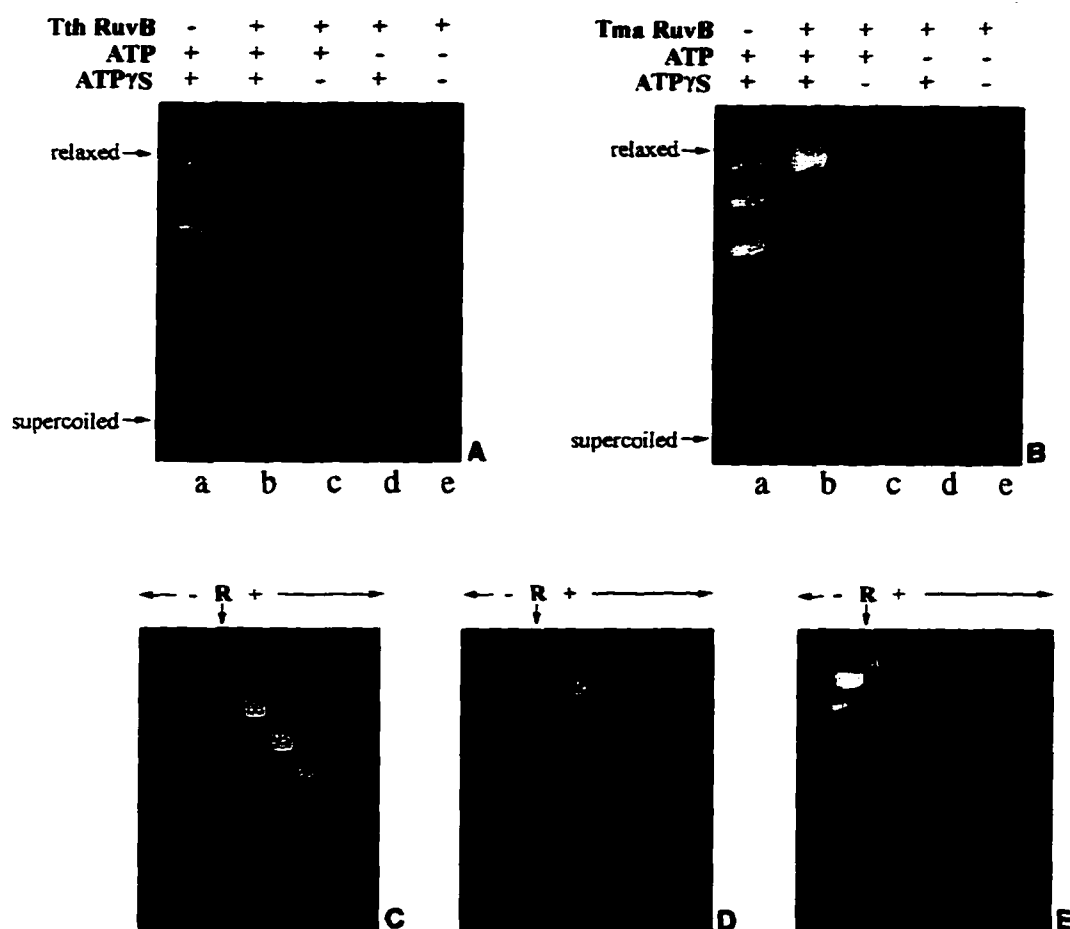 Tth RuvB - + + + +
ATP + + + - -
ATPγS + + - + -
relaxed→
supercoiled→
A
a b c d e
Tma RuvB - + + + +
ATP + + + - -
ATPγS + + - + -
relaxed→
supercoiled→
B
a b c d e
← - R + →
C
← - R + →
D
← - R + →
E